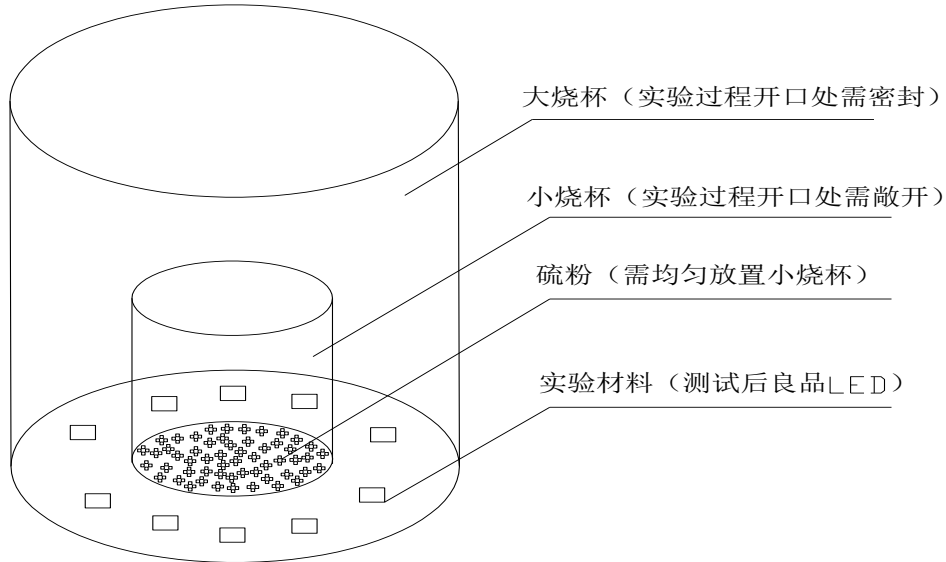 大烧杯（实验过程开口处需密封）
小烧杯（实验过程开口处需敞开）
硫粉（需均匀放置小烧杯）
实验材料（测试后良品LED）